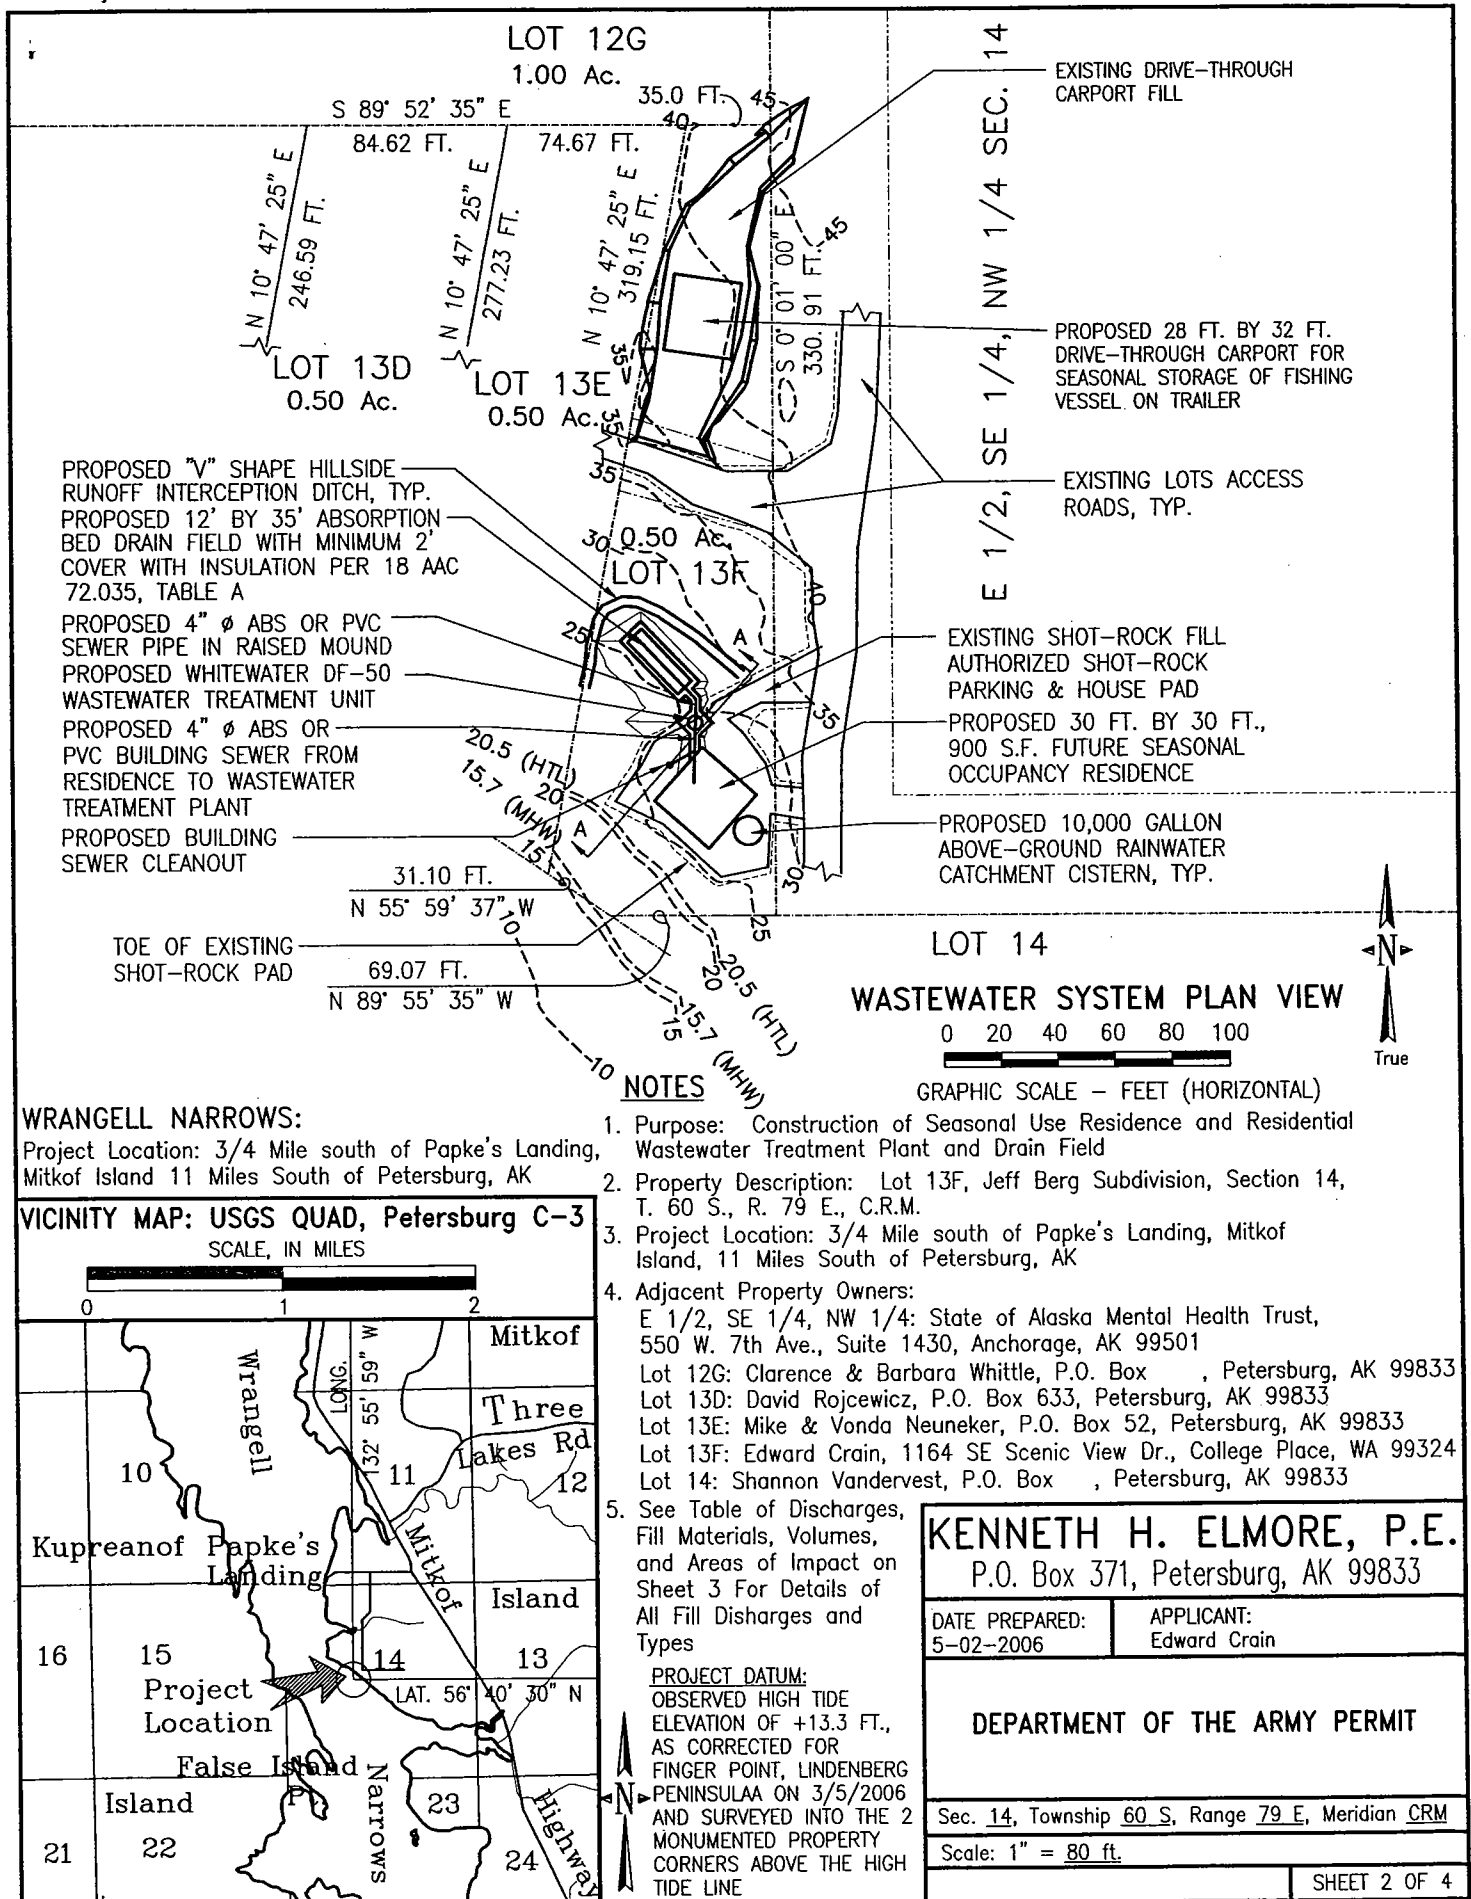 LOT 12G
1.00 Ac.
S 89° 52' 35" E
35.0 FT.
84.62 FT.
74.67 FT.
45
40
N 10° 47' 25" E
246.59 FT.
N 10° 47' 25" E
277.23 FT.
N 10° 47' 25" E
319.15 FT.
S 0° 01' 00" E
330.91 FT.
45
E 1/2, SE 1/4, NW 1/4 SEC. 14
EXISTING DRIVE-THROUGH
CARPORT FILL
PROPOSED 28 FT. BY 32 FT.
DRIVE-THROUGH CARPORT FOR
SEASONAL STORAGE OF FISHING
VESSEL ON TRAILER
EXISTING LOTS ACCESS
ROADS, TYP.
LOT 13D
0.50 Ac.
LOT 13E
0.50 Ac.
35
35
35
30
0.50 Ac.
LOT 13F
40
25
A
35
PROPOSED "V" SHAPE HILLSIDE
RUNOFF INTERCEPTION DITCH, TYP.
PROPOSED 12' BY 35' ABSORPTION
BED DRAIN FIELD WITH MINIMUM 2'
COVER WITH INSULATION PER 18 AAC
72.035, TABLE A
PROPOSED 4" ø ABS OR PVC
SEWER PIPE IN RAISED MOUND
PROPOSED WHITEWATER DF-50
WASTEWATER TREATMENT UNIT
PROPOSED 4" ø ABS OR
PVC BUILDING SEWER FROM
RESIDENCE TO WASTEWATER
TREATMENT PLANT
PROPOSED BUILDING
SEWER CLEANOUT
EXISTING SHOT-ROCK FILL
AUTHORIZED SHOT-ROCK
PARKING & HOUSE PAD
PROPOSED 30 FT. BY 30 FT.,
900 S.F. FUTURE SEASONAL
OCCUPANCY RESIDENCE
PROPOSED 10,000 GALLON
ABOVE-GROUND RAINWATER
CATCHMENT CISTERN, TYP.
20.5 (HTL)
20
15.7 (MHW)
15
A
30
25
31.10 FT.
N 55° 59' 37" W
10
TOE OF EXISTING
SHOT-ROCK PAD
69.07 FT.
N 89° 55' 35" W
20.5 (HTL)
20
15.7 (MHW)
15
10
LOT 14
N
True
WASTEWATER SYSTEM PLAN VIEW
0 20 40 60 80 100
GRAPHIC SCALE - FEET (HORIZONTAL)
WRANGELL NARROWS:
Project Location: 3/4 Mile south of Papke's Landing,
Mitkof Island 11 Miles South of Petersburg, AK
VICINITY MAP: USGS QUAD, Petersburg C-3
SCALE, IN MILES
0 1 2
Mitkof
Wrangell
LONG.
132° 55' 59" W
Three
Lakes Rd
10
11
12
Kupreanof
Papke's
Landing
Mitkof
Island
16
15
14
13
Project
Location
LAT. 56° 40' 30" N
False Island
Pt.
Island
Narrows
23
Highway
21
22
24
NOTES
1. Purpose: Construction of Seasonal Use Residence and Residential
Wastewater Treatment Plant and Drain Field
2. Property Description: Lot 13F, Jeff Berg Subdivision, Section 14,
T. 60 S., R. 79 E., C.R.M.
3. Project Location: 3/4 Mile south of Papke's Landing, Mitkof
Island, 11 Miles South of Petersburg, AK
4. Adjacent Property Owners:
E 1/2, SE 1/4, NW 1/4: State of Alaska Mental Health Trust,
550 W. 7th Ave., Suite 1430, Anchorage, AK 99501
Lot 12G: Clarence & Barbara Whittle, P.O. Box , Petersburg, AK 99833
Lot 13D: David Rojcewicz, P.O. Box 633, Petersburg, AK 99833
Lot 13E: Mike & Vonda Neuneker, P.O. Box 52, Petersburg, AK 99833
Lot 13F: Edward Crain, 1164 SE Scenic View Dr., College Place, WA 99324
Lot 14: Shannon Vandervest, P.O. Box , Petersburg, AK 99833
5. See Table of Discharges,
Fill Materials, Volumes,
and Areas of Impact on
Sheet 3 For Details of
All Fill Disharges and
Types
PROJECT DATUM:
OBSERVED HIGH TIDE
ELEVATION OF +13.3 FT.,
AS CORRECTED FOR
FINGER POINT, LINDENBERG
PENINSULAA ON 3/5/2006
AND SURVEYED INTO THE 2
MONUMENTED PROPERTY
CORNERS ABOVE THE HIGH
TIDE LINE
N
KENNETH H. ELMORE, P.E.
P.O. Box 371, Petersburg, AK 99833
DATE PREPARED:
5-02-2006
APPLICANT:
Edward Crain
DEPARTMENT OF THE ARMY PERMIT
Sec. 14, Township 60 S, Range 79 E, Meridian CRM
Scale: 1" = 80 ft.
SHEET 2 OF 4